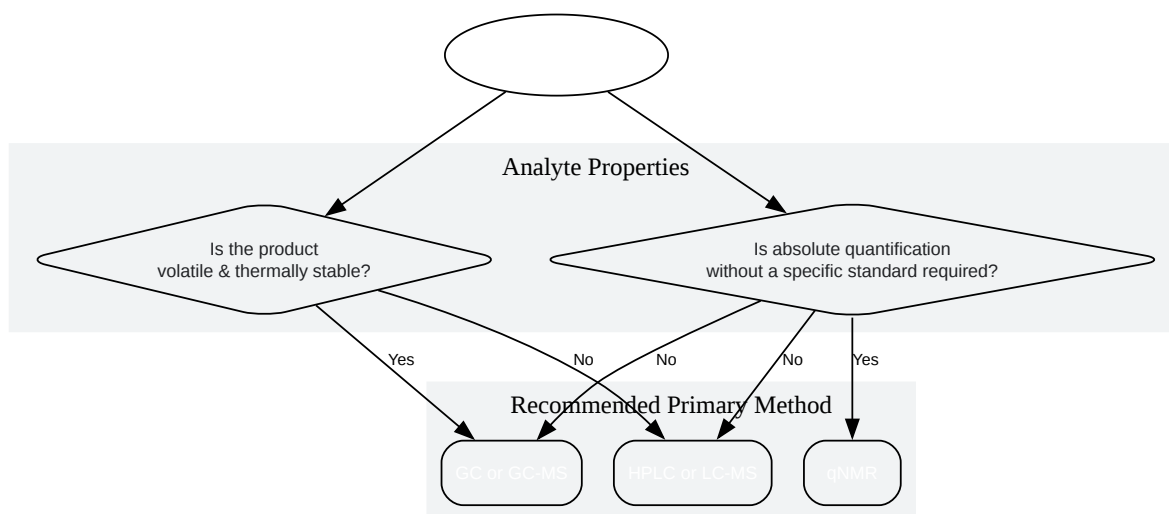 Analyte Properties
Is the product
volatile & thermally stable?
Is absolute quantification
without a specific standard required?
Yes
No
No
No
Yes
Recommended Primary Method
GC or GC-MS
HPLC or LC-MS
qNMR